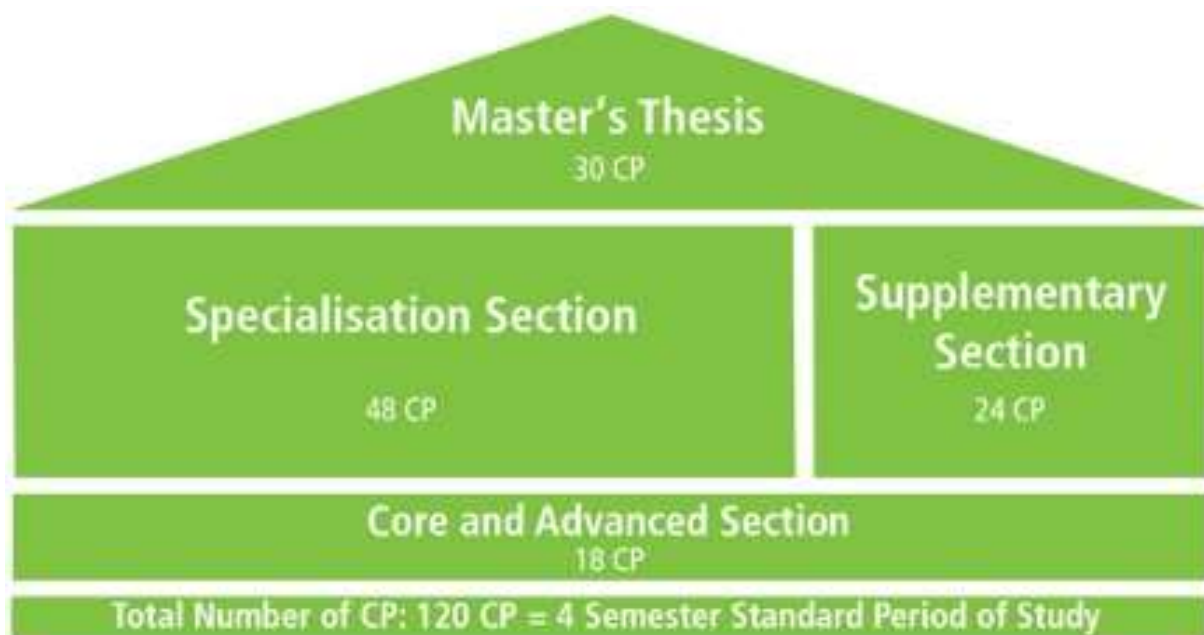 Master's Thesis
30 CP
Specialisation Section
48 CP
Supplementary
Section
24 CP
Core and Advanced Section
18 CP
Total Number of CP: 120 CP = 4 Semester Standard Period of Study